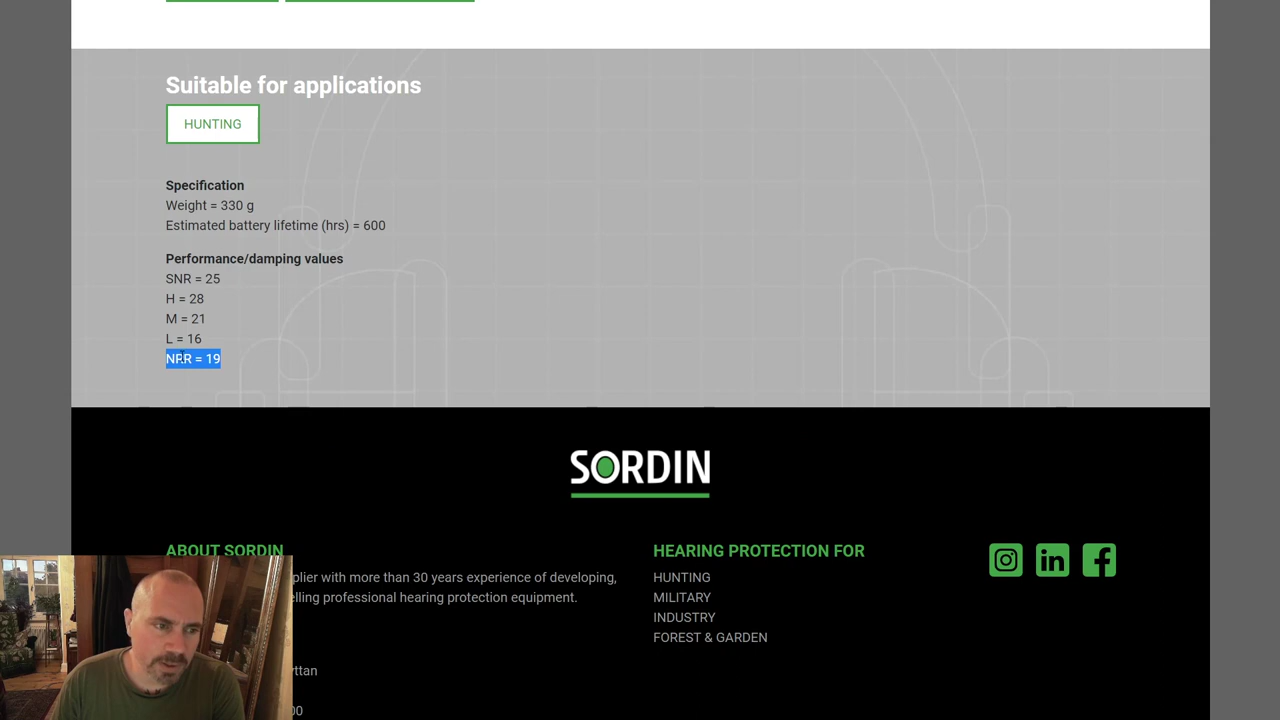 Suitable for applications
HUNTING
Specification
Weight = 330 g
Estimated battery lifetime (hrs) = 600
Performance/damping values
SNR = 25
H = 28
M = 21
L = 16
NRR = 19
SORDIN
ABOUT SORDIN
plier with more than 30 years experience of developing,
elling professional hearing protection equipment.
yttan
00
HEARING PROTECTION FOR
HUNTING
MILITARY
INDUSTRY
FOREST & GARDEN